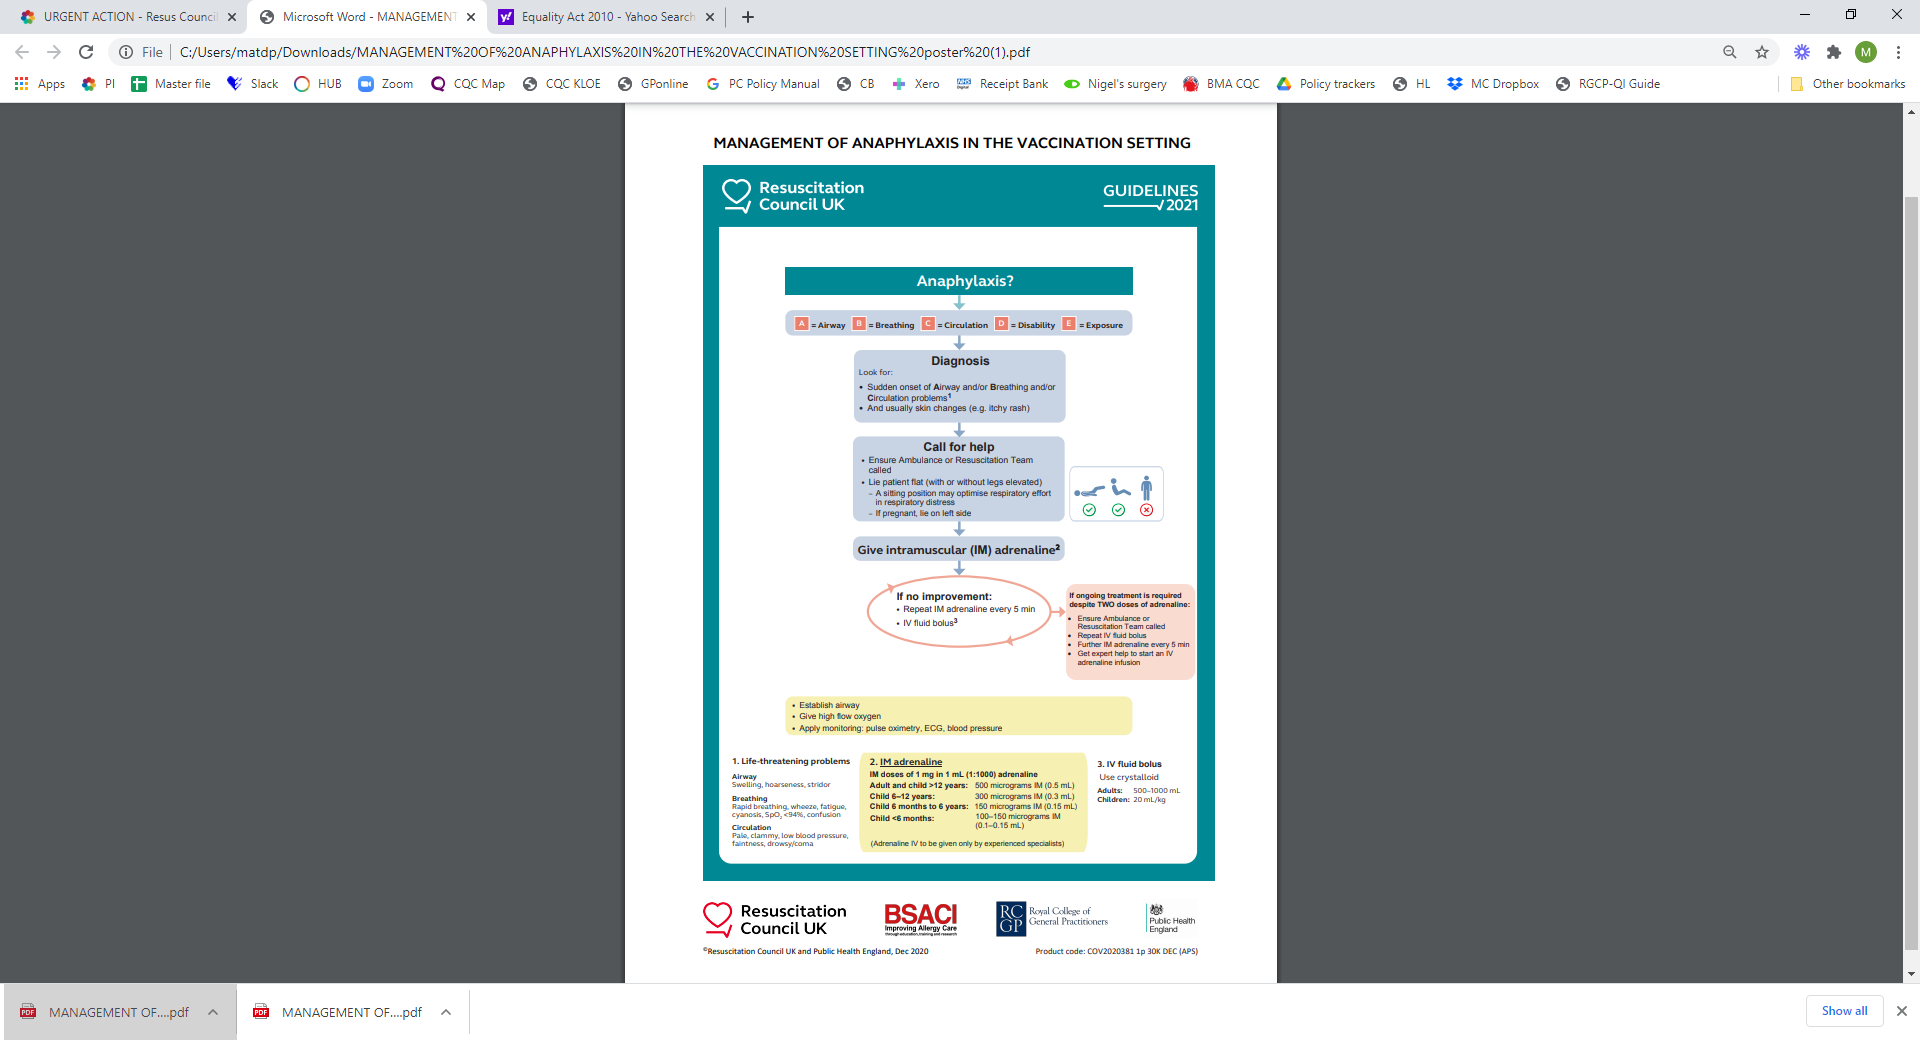 URGENT ACTION - Resus Council
Microsoft Word - MANAGEMENT
Equality Act 2010 - Yahoo Search
File
C:/Users/matdp/Downloads/MANAGEMENT%20OF%20ANAPHYLAXIS%20IN%20THE%20VACCINATION%20SETTING%20poster%20(1).pdf
M
Apps PI Master file Slack HUB Zoom CQC Map CQC KLOE GPonline PC Policy Manual CB Xero Receipt Bank Nigel's surgery BMA CQC Policy trackers HL MC Dropbox RGCP-QI Guide Other bookmarks
MANAGEMENT OF ANAPHYLAXIS IN THE VACCINATION SETTING
Resuscitation
Council UK
GUIDELINES
2021
Anaphylaxis?
A = Airway B = Breathing C = Circulation D = Disability E = Exposure
Diagnosis
Look for:
• Sudden onset of Airway and/or Breathing and/or
Circulation problems¹
• And usually skin changes (e.g. itchy rash)
Call for help
• Ensure Ambulance or Resuscitation Team
called
• Lie patient flat (with or without legs elevated)
– A sitting position may optimise respiratory effort
in respiratory distress
– If pregnant, lie on left side
Give intramuscular (IM) adrenaline²
If no improvement:
• Repeat IM adrenaline every 5 min
• IV fluid bolus³
If ongoing treatment is required
despite TWO doses of adrenaline:
• Ensure Ambulance or
Resuscitation Team called
• Repeat IV fluid bolus
• Further IM adrenaline every 5 min
• Get expert help to start an IV
adrenaline infusion
• Establish airway
• Give high flow oxygen
• Apply monitoring: pulse oximetry, ECG, blood pressure
1. Life-threatening problems
Airway
Swelling, hoarseness, stridor
Breathing
Rapid breathing, wheeze, fatigue,
cyanosis, SpO₂ <94%, confusion
Circulation
Pale, clammy, low blood pressure,
faintness, drowsy/coma
2. IM adrenaline
IM doses of 1 mg in 1 mL (1:1000) adrenaline
Adult and child >12 years: 500 micrograms IM (0.5 mL)
Child 6–12 years: 300 micrograms IM (0.3 mL)
Child 6 months to 6 years: 150 micrograms IM (0.15 mL)
Child <6 months: 100–150 micrograms IM
(0.1–0.15 mL)
(Adrenaline IV to be given only by experienced specialists)
3. IV fluid bolus
Use crystalloid
Adults: 500–1000 mL
Children: 20 mL/kg
Resuscitation
Council UK
BSACI
Improving Allergy Care
through education, training and research
RC
GP
Royal College of
General Practitioners
Public Health
England
©Resuscitation Council UK and Public Health England, Dec 2020
Product code: COV2020381 1p 30K DEC (APS)
MANAGEMENT OF....pdf
MANAGEMENT OF....pdf
Show all